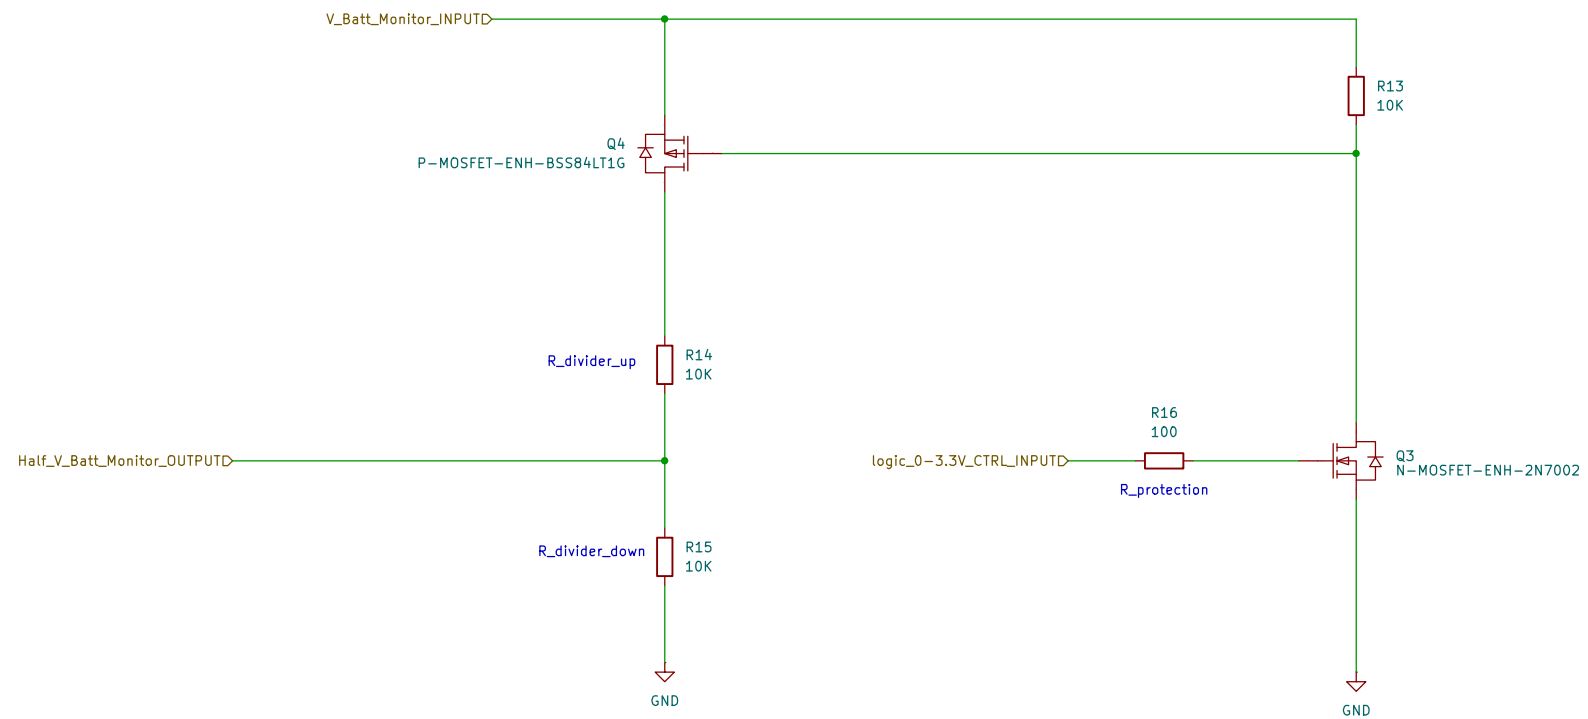 V_Batt_Monitor_INPUT
R13
10K
Q4
P-MOSFET-ENH-BSS84LT1G
R_divider_up
R14
10K
R16
100
Half_V_Batt_Monitor_OUTPUT
logic_0-3.3V_CTRL_INPUT
Q3
N-MOSFET-ENH-2N7002
R_protection
R_divider_down
R15
10K
GND
GND